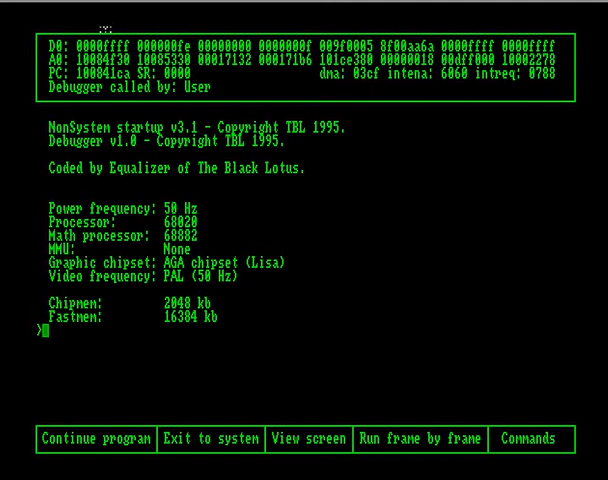 D0: 0000ffff 000000fe 00000000 0000000f 009f0005 8f00aa6a 0000ffff 0000ffff
A0: 10084f30 10085330 00017132 000171b6 101ce380 00000018 00dff000 10002278
PC: 100841ca SR: 0000 dma: 03cf intena: 6060 intreq: 0788
Debugger called by: User
NonSystem startup v3.1 - Copyright TBL 1995.
Debugger v1.0 - Copyright TBL 1995.
Coded by Equalizer of The Black Lotus.
Power frequency: 50 Hz
Processor: 68020
Math processor: 68882
MMU: None
Graphic chipset: AGA chipset (Lisa)
Video frequency: PAL (50 Hz)
Chipmem: 2048 kb
Fastmem: 16384 kb
>
Continue program Exit to system View screen Run frame by frame Commands